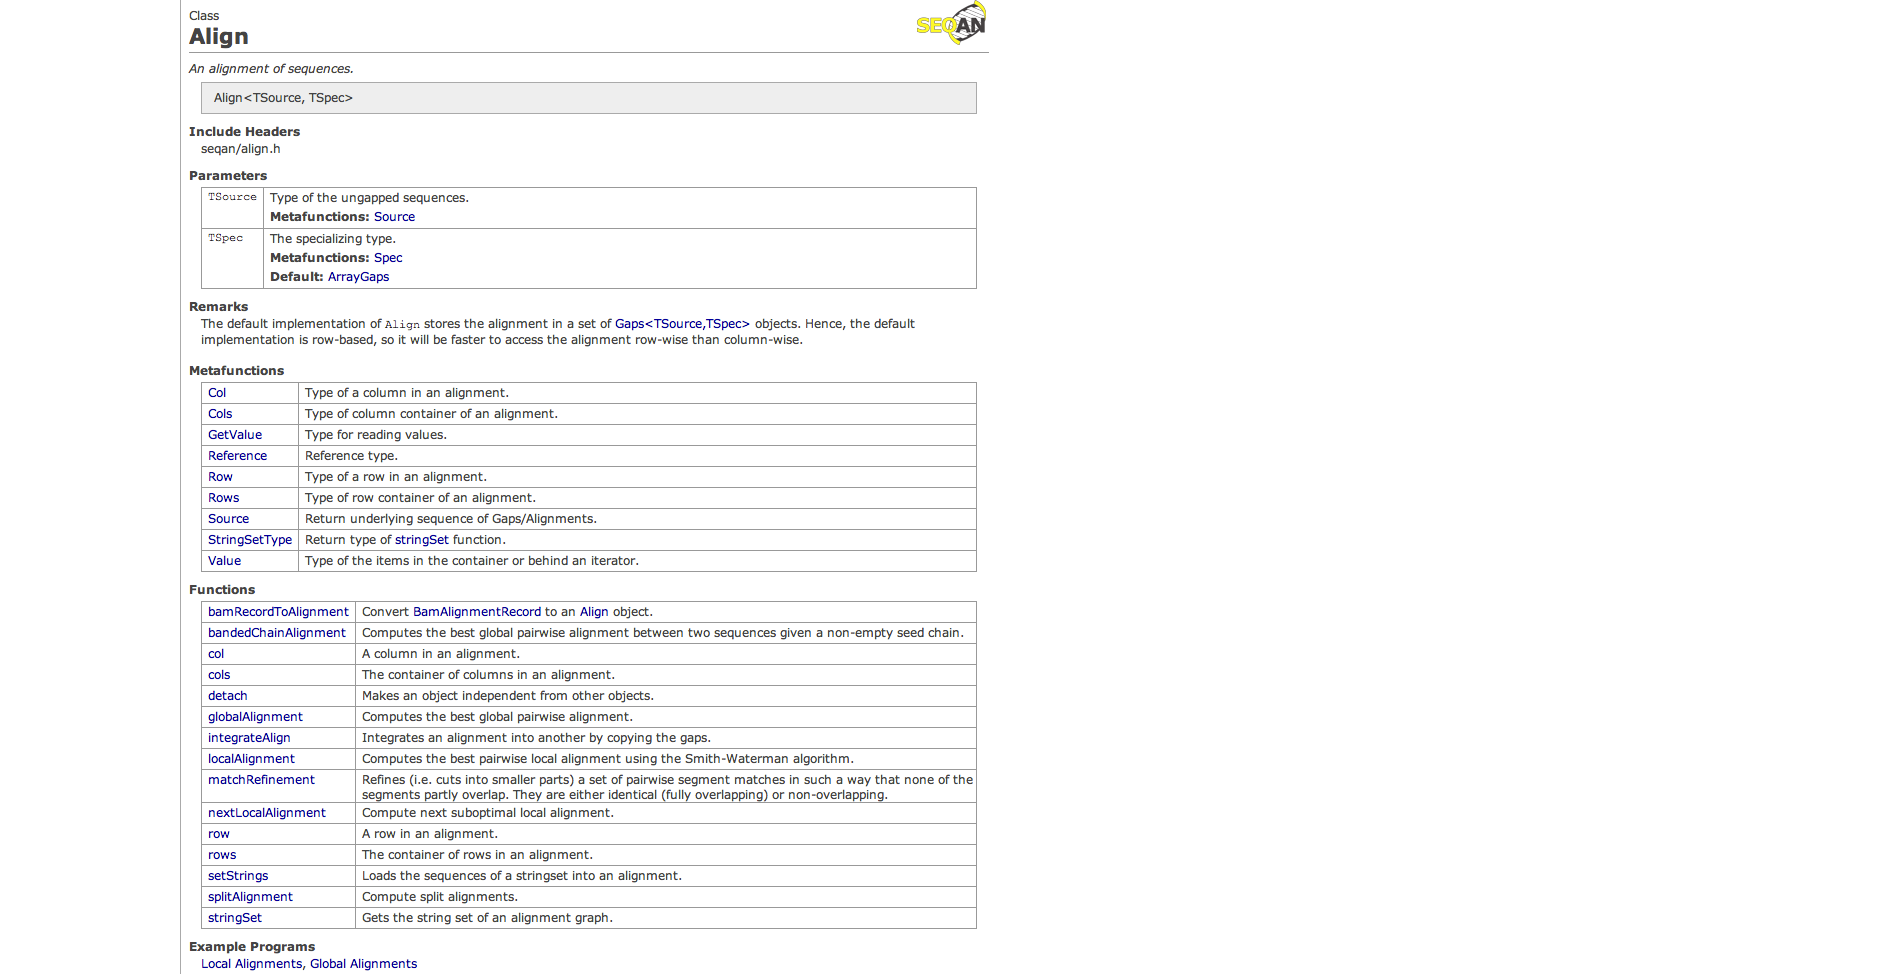 Class
Align
SEQAN
An alignment of sequences.
Align<TSource, TSpec>
Include Headers
seqan/align.h
Parameters
TSource Type of the ungapped sequences.
Metafunctions: Source
TSpec The specializing type.
Metafunctions: Spec
Default: ArrayGaps
Remarks
The default implementation of Align stores the alignment in a set of Gaps<TSource,TSpec> objects. Hence, the default
implementation is row-based, so it will be faster to access the alignment row-wise than column-wise.
Metafunctions
Col Type of a column in an alignment.
Cols Type of column container of an alignment.
GetValue Type for reading values.
Reference Reference type.
Row Type of a row in an alignment.
Rows Type of row container of an alignment.
Source Return underlying sequence of Gaps/Alignments.
StringSetType Return type of stringSet function.
Value Type of the items in the container or behind an iterator.
Functions
bamRecordToAlignment Convert BamAlignmentRecord to an Align object.
bandedChainAlignment Computes the best global pairwise alignment between two sequences given a non-empty seed chain.
col A column in an alignment.
cols The container of columns in an alignment.
detach Makes an object independent from other objects.
globalAlignment Computes the best global pairwise alignment.
integrateAlign Integrates an alignment into another by copying the gaps.
localAlignment Computes the best pairwise local alignment using the Smith-Waterman algorithm.
matchRefinement Refines (i.e. cuts into smaller parts) a set of pairwise segment matches in such a way that none of the
segments partly overlap. They are either identical (fully overlapping) or non-overlapping.
nextLocalAlignment Compute next suboptimal local alignment.
row A row in an alignment.
rows The container of rows in an alignment.
setStrings Loads the sequences of a stringset into an alignment.
splitAlignment Compute split alignments.
stringSet Gets the string set of an alignment graph.
Example Programs
Local Alignments, Global Alignments